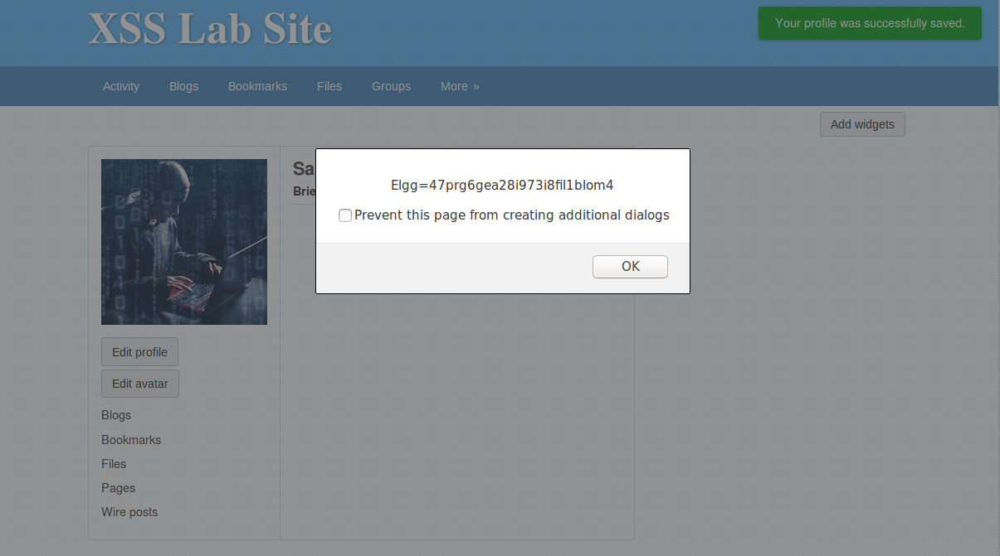 XSS Lab Site
Your profile was successfully saved.
Activity Blogs Bookmarks Files Groups More »
Add widgets
Sa
Brie
Elgg=47prg6gea28i973i8fil1blom4
Prevent this page from creating additional dialogs
OK
Edit profile
Edit avatar
Blogs
Bookmarks
Files
Pages
Wire posts